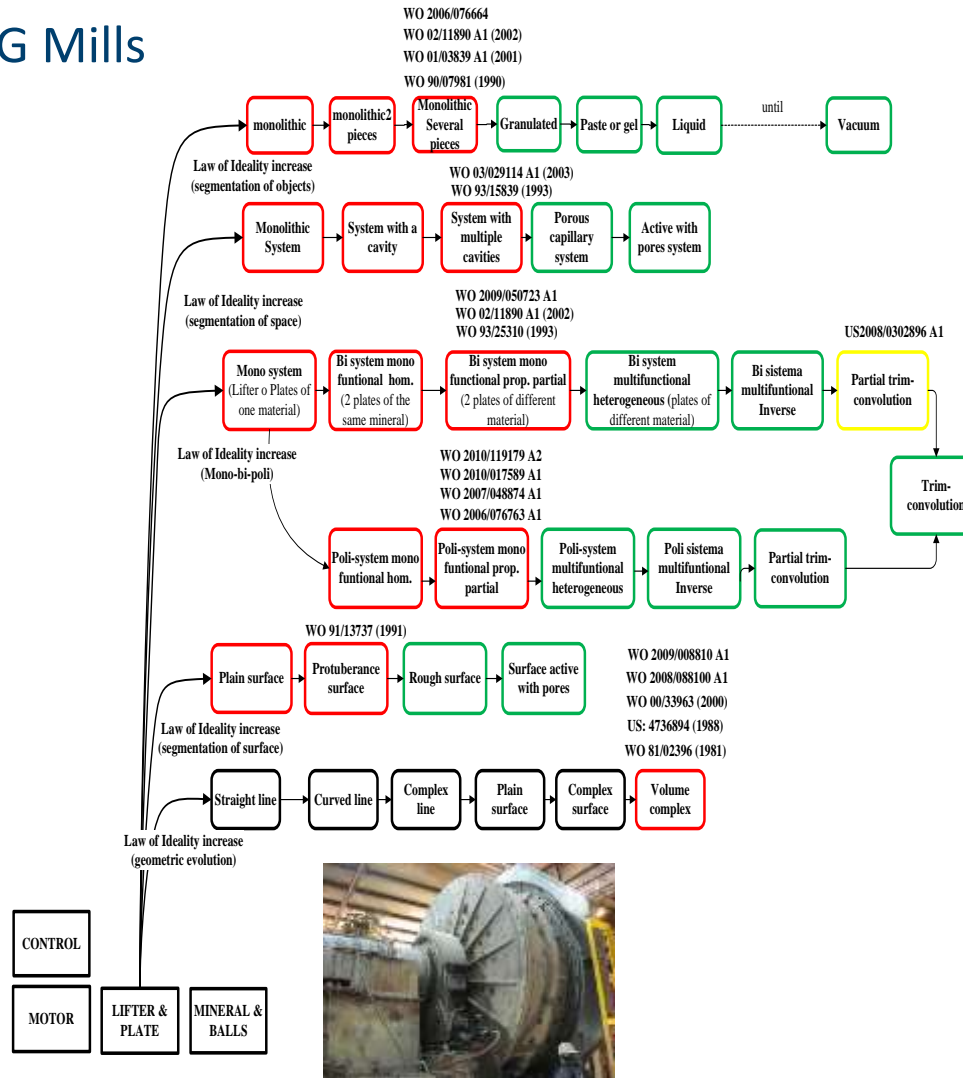 G Mills
WO 2006/076664
WO 02/11890 A1 (2002)
WO 01/03839 A1 (2001)
WO 90/07981 (1990)
monolithic
monolithic2
pieces
Monolithic
Several
pieces
Granulated
Paste or gel
Liquid
until
Vacuum
Law of Ideality increase
(segmentation of objects)
WO 03/029114 A1 (2003)
WO 93/15839 (1993)
Monolithic
System
System with a
cavity
System with
multiple
cavities
Porous
capillary
system
Active with
pores system
Law of Ideality increase
(segmentation of space)
WO 2009/050723 A1
WO 02/11890 A1 (2002)
WO 93/25310 (1993)
US2008/0302896 A1
Mono system
(Lifter o Plates of
one material)
Bi system mono
funtional hom.
(2 plates of the
same mineral)
Bi system mono
functional prop. partial
(2 plates of different
material)
Bi system
multifunctional
heterogeneous (plates of
different material)
Bi sistema
multifuntional
Inverse
Partial trim-
convolution
Law of Ideality increase
(Mono-bi-poli)
WO 2010/119179 A2
WO 2010/017589 A1
WO 2007/048874 A1
WO 2006/076763 A1
Trim-
convolution
Poli-system mono
funtional hom.
Poli-system mono
funtional prop.
partial
Poli-system
multifuntional
heterogeneous
Poli sistema
multifuntional
Inverse
Partial trim-
convolution
WO 91/13737 (1991)
Plain surface
Protuberance
surface
Rough surface
Surface active
with pores
WO 2009/008810 A1
WO 2008/088100 A1
WO 00/33963 (2000)
US: 4736894 (1988)
WO 81/02396 (1981)
Law of Ideality increase
(segmentation of surface)
Straight line
Curved line
Complex
line
Plain
surface
Complex
surface
Volume
complex
Law of Ideality increase
(geometric evolution)
CONTROL
MOTOR
LIFTER &
PLATE
MINERAL &
BALLS